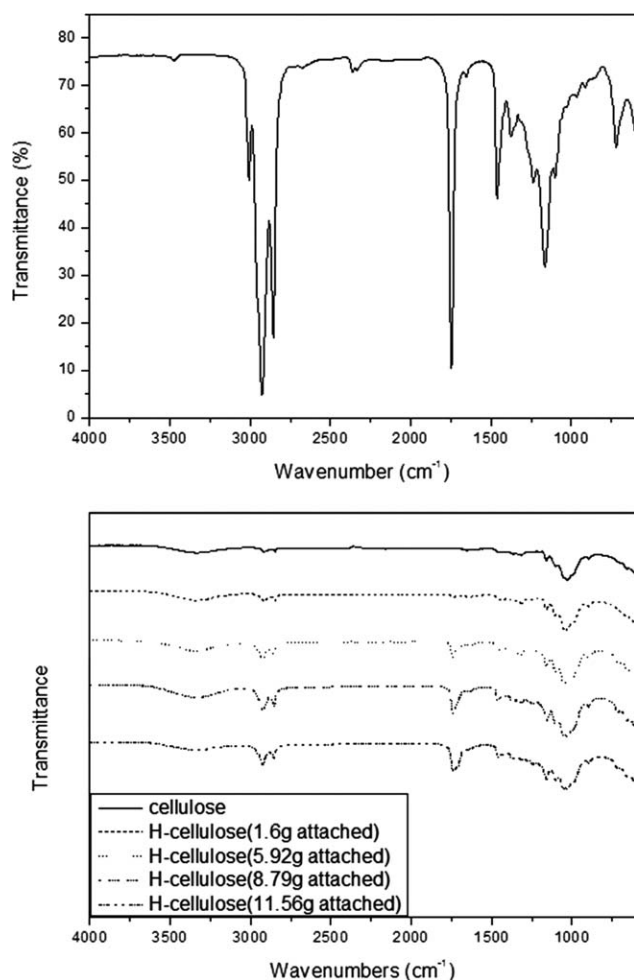 80
70
60
50
40
30
20
10
0
Transmittance (%)
4000 3500 3000 2500 2000 1500 1000
Wavenumber (cm⁻¹)
Transmittance
cellulose
H-cellulose(1.6g attached)
H-cellulose(5.92g attached)
H-cellulose(8.79g attached)
H-cellulose(11.56g attached)
4000 3500 3000 2500 2000 1500 1000
Wavenumbers (cm⁻¹)